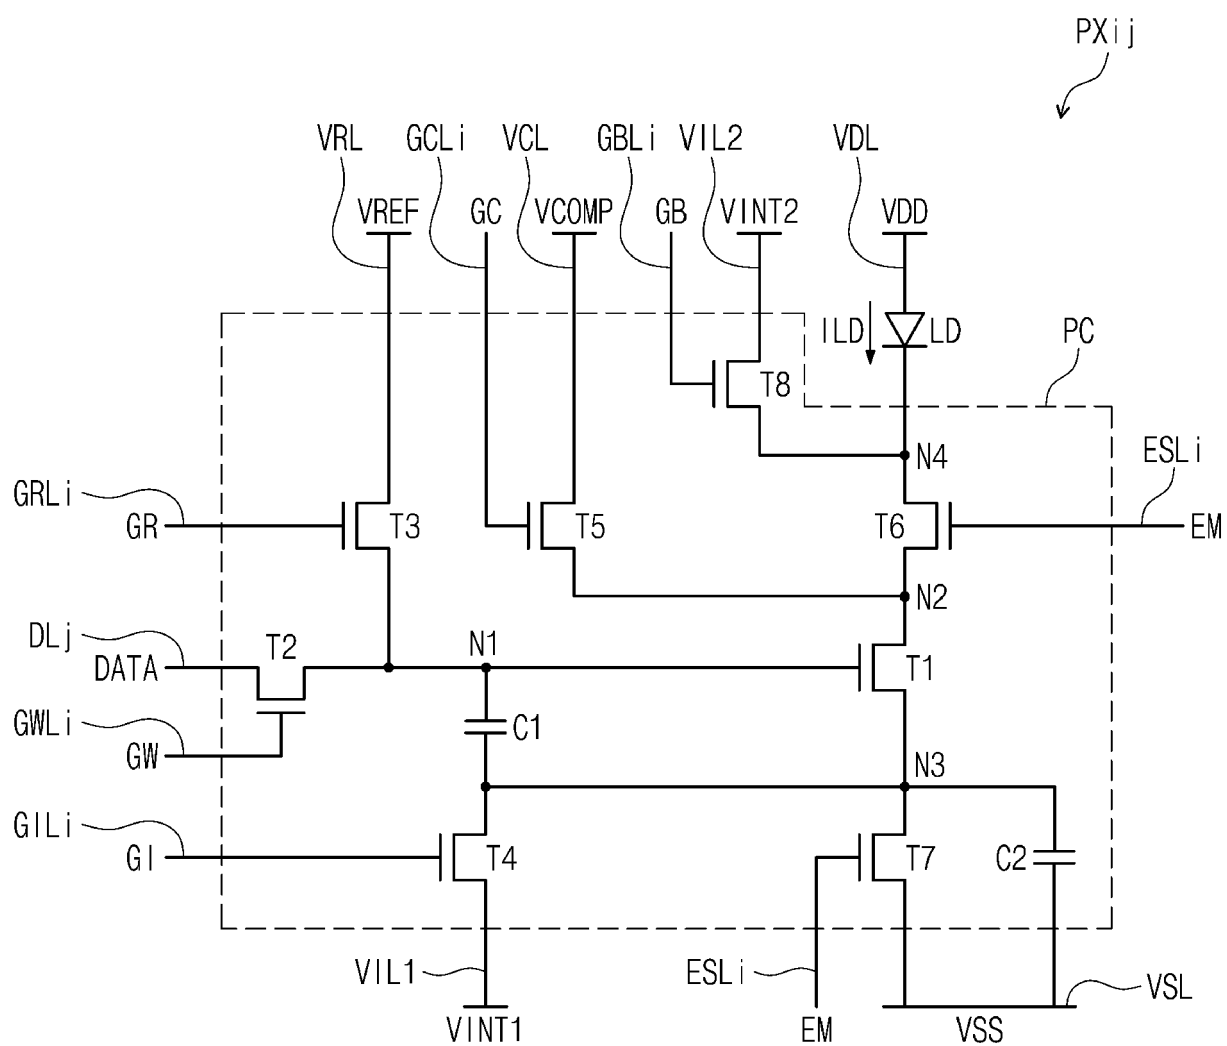 PXij
VRL GCLi VCL GBLi VIL2 VDL
VREF GC VCOMP GB VINT2 VDD
ILD LD PC
T8
N4 ESLi
GRLi
GR T3 T5 T6 EM
N2
DLj T2 N1
DATA T1
GWLi C1
GW N3
GILi
GI T4 T7 C2
VIL1 ESLi VSL
VINT1 EM VSS